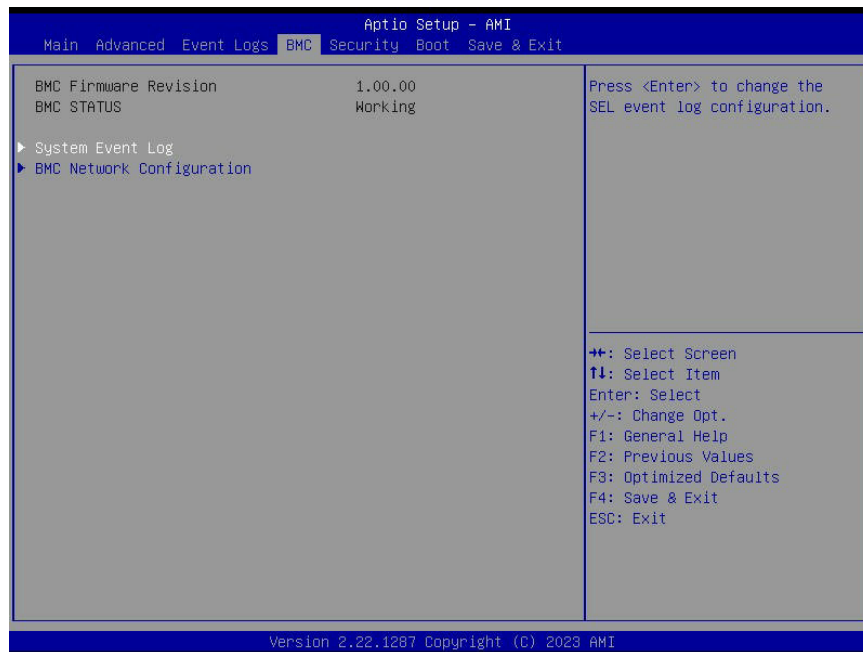 Aptio Setup – AMI
Main Advanced Event Logs BMC Security Boot Save & Exit
BMC Firmware Revision 1.00.00
BMC STATUS Working
System Event Log
BMC Network Configuration
Press <Enter> to change the
SEL event log configuration.
→←: Select Screen
↑↓: Select Item
Enter: Select
+/-: Change Opt.
F1: General Help
F2: Previous Values
F3: Optimized Defaults
F4: Save & Exit
ESC: Exit
Version 2.22.1287 Copyright (C) 2023 AMI